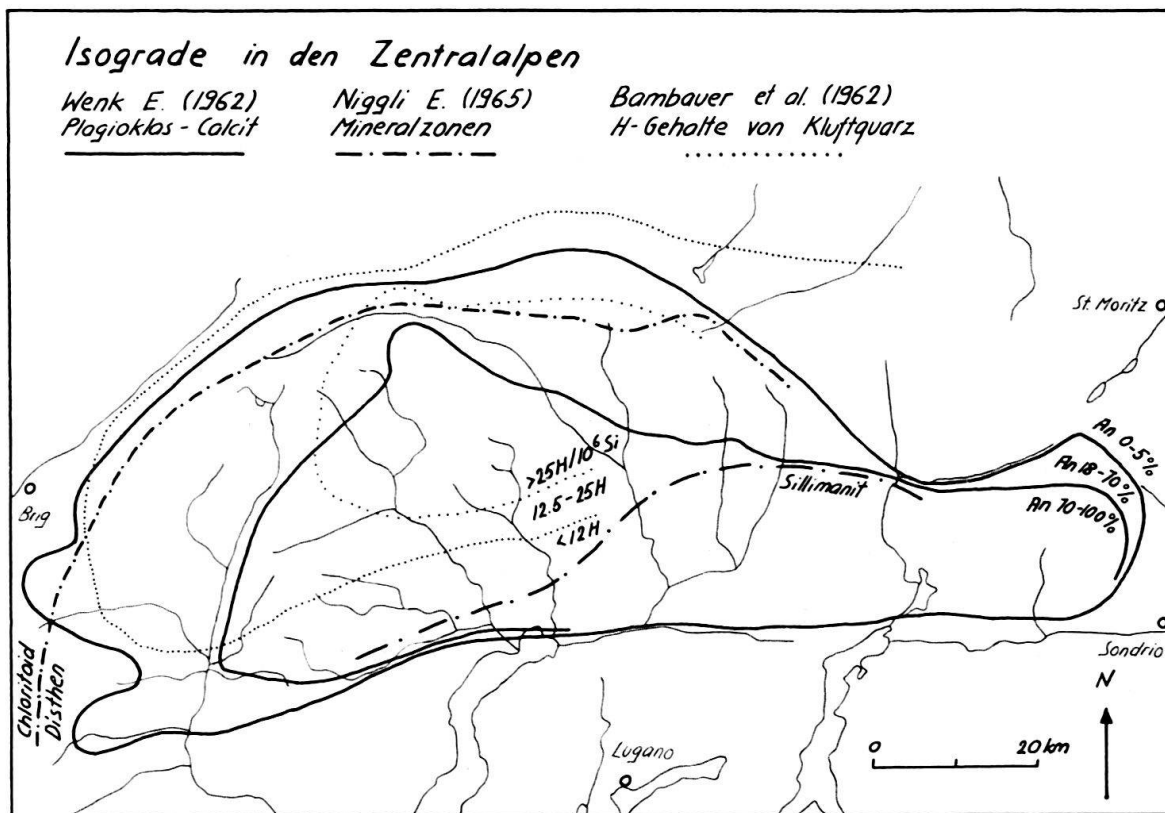 Isograde in den Zentralalpen
Wenk E. (1962)
Plagioklas - Calcit
Niggli E. (1965)
Mineralzonen
Bambauer et al. (1962)
H-Gehalte von Kluftquarz
St. Moritz
An 0-5%
An 18-70%
An 70-100%
>25H/10⁶Si
12.5-25H
<12H
Sillimanit
Brig
Chloritoid
Disthen
Sondrio
N
Lugano
0 20 km